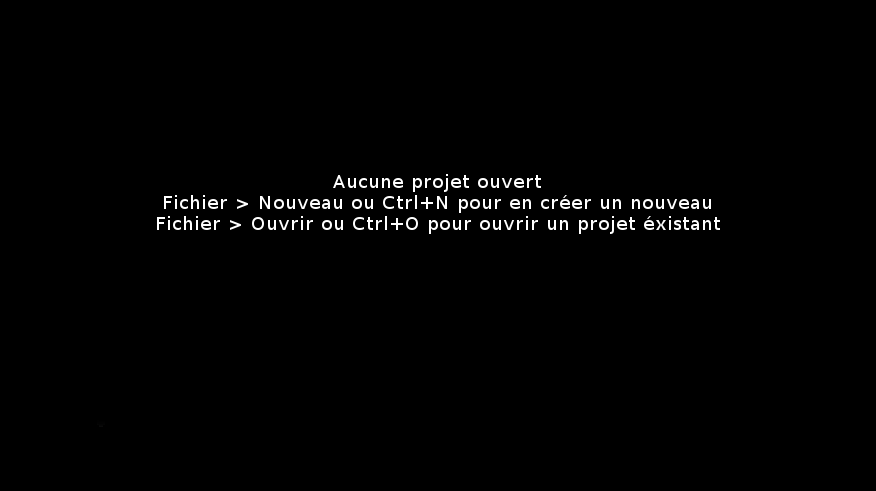 Aucune projet ouvert
Fichier > Nouveau ou Ctrl+N pour en créer un nouveau
Fichier > Ouvrir ou Ctrl+O pour ouvrir un projet éxistant